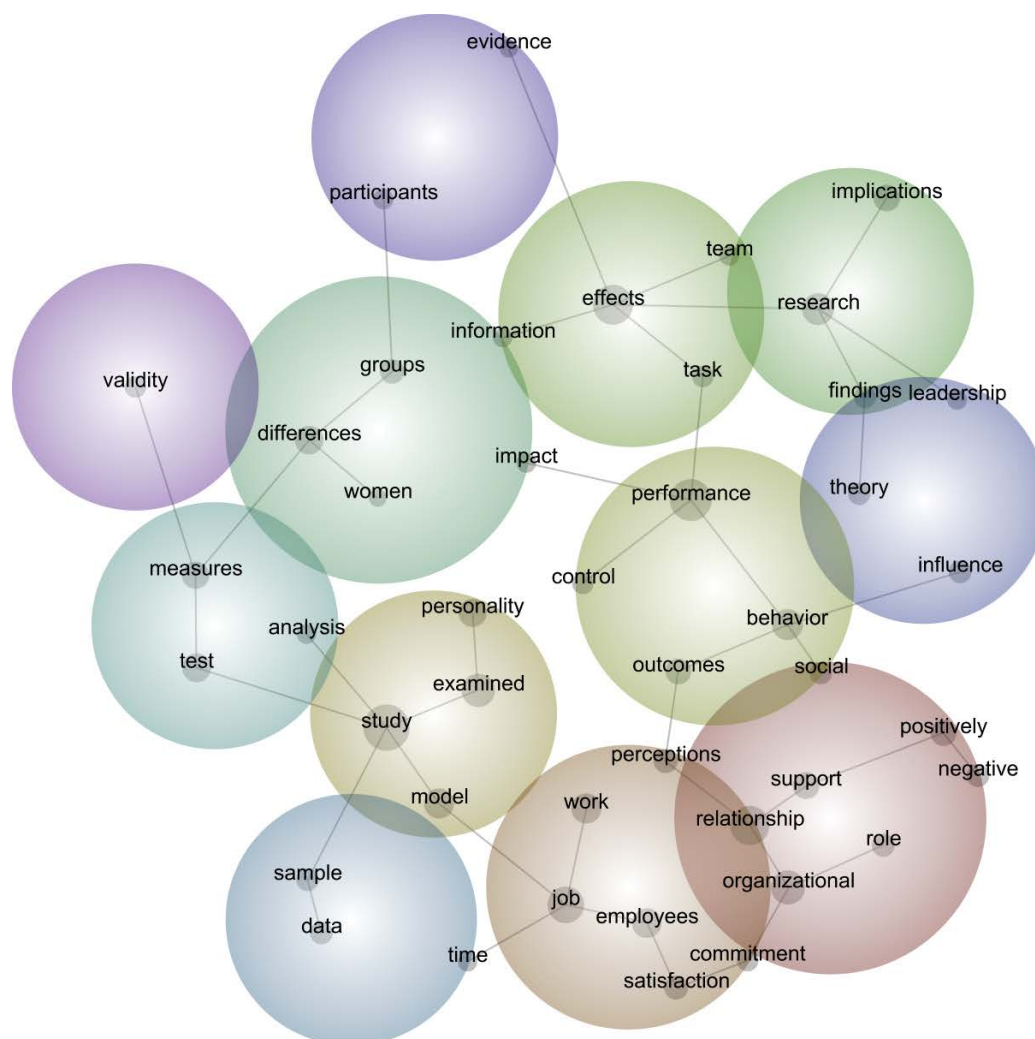 evidence
participants
implications
team
effects
research
information
groups
task
validity
findings
leadership
differences
impact
women
performance
theory
measures
control
influence
personality
analysis
behavior
test
outcomes
social
examined
study
positively
perceptions
support
negative
model
work
relationship
role
sample
organizational
job
employees
data
time
commitment
satisfaction